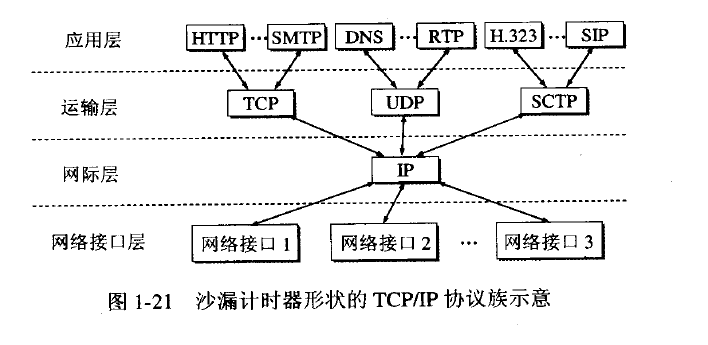 应用层 HTTP … SMTP DNS … RTP H.323 … SIP
运输层 TCP UDP SCTP
网际层 IP
网络接口层 网络接口 1 网络接口 2 … 网络接口 3
图 1-21 沙漏计时器形状的 TCP/IP 协议族示意